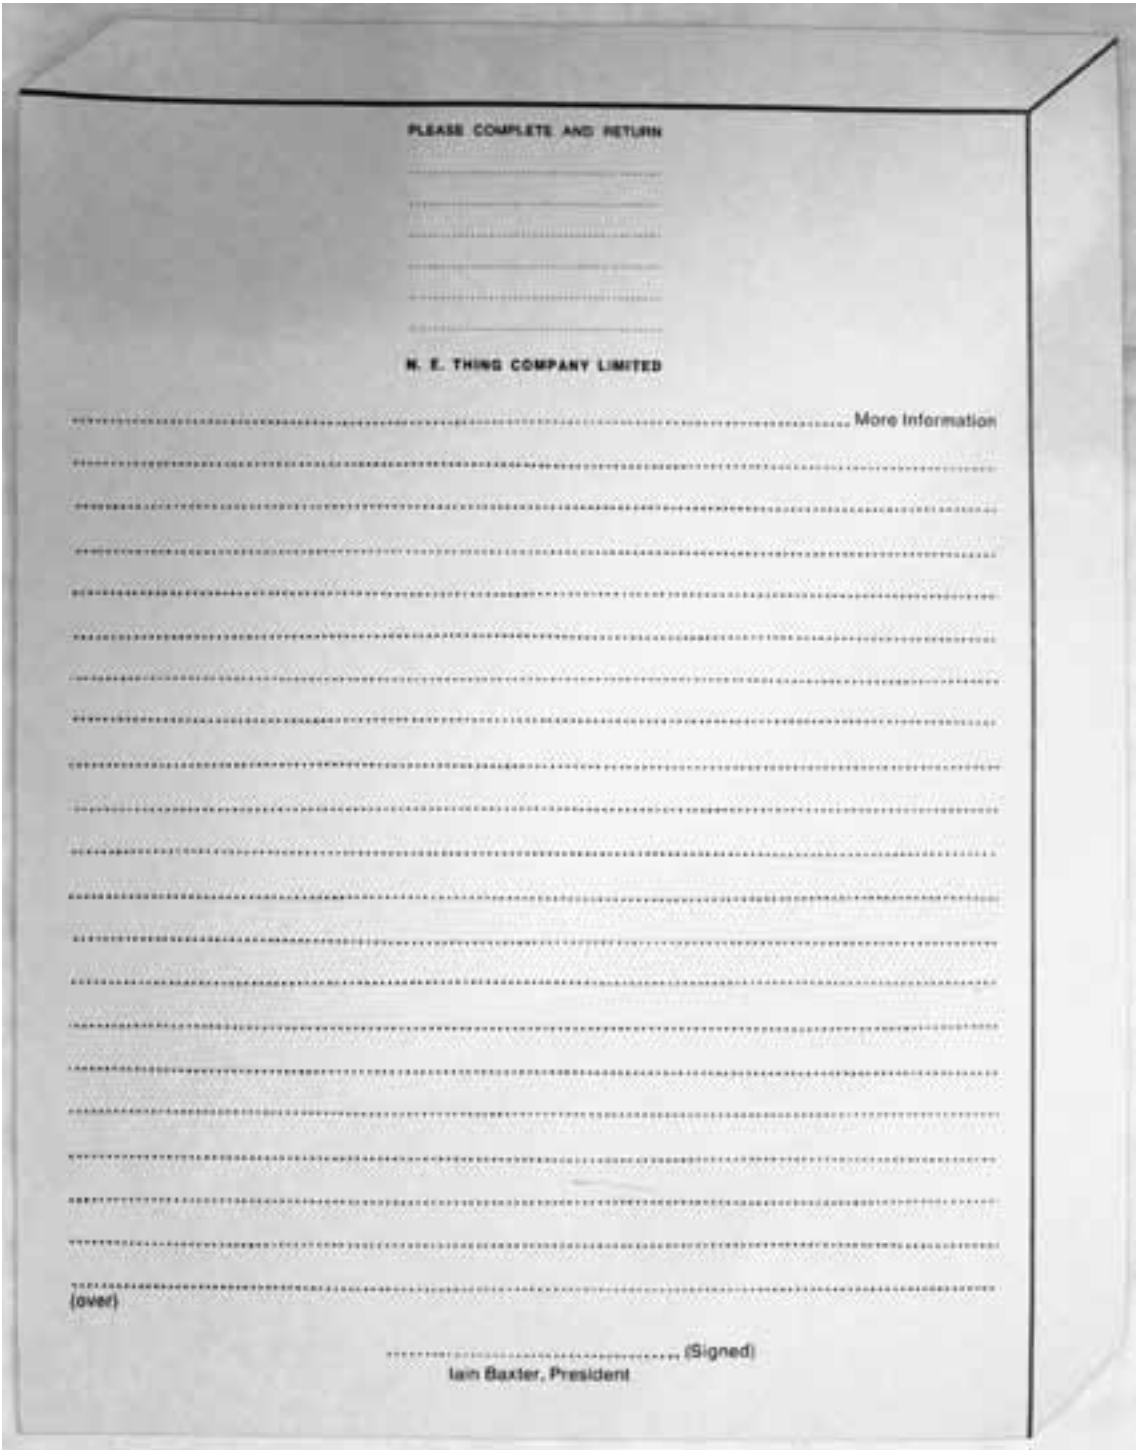 PLEASE COMPLETE AND RETURN
N. E. THING COMPANY LIMITED
More Information
(over)
(Signed)
Iain Baxter, President